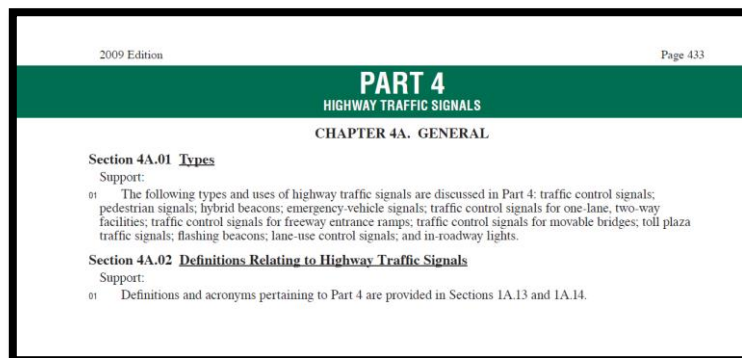 2009 Edition Page 433
PART 4
HIGHWAY TRAFFIC SIGNALS
CHAPTER 4A. GENERAL
Section 4A.01 Types
Support:
01 The following types and uses of highway traffic signals are discussed in Part 4: traffic control signals;
pedestrian signals; hybrid beacons; emergency-vehicle signals; traffic control signals for one-lane, two-way
facilities; traffic control signals for freeway entrance ramps; traffic control signals for movable bridges; toll plaza
traffic signals; flashing beacons; lane-use control signals; and in-roadway lights.
Section 4A.02 Definitions Relating to Highway Traffic Signals
Support:
01 Definitions and acronyms pertaining to Part 4 are provided in Sections 1A.13 and 1A.14.